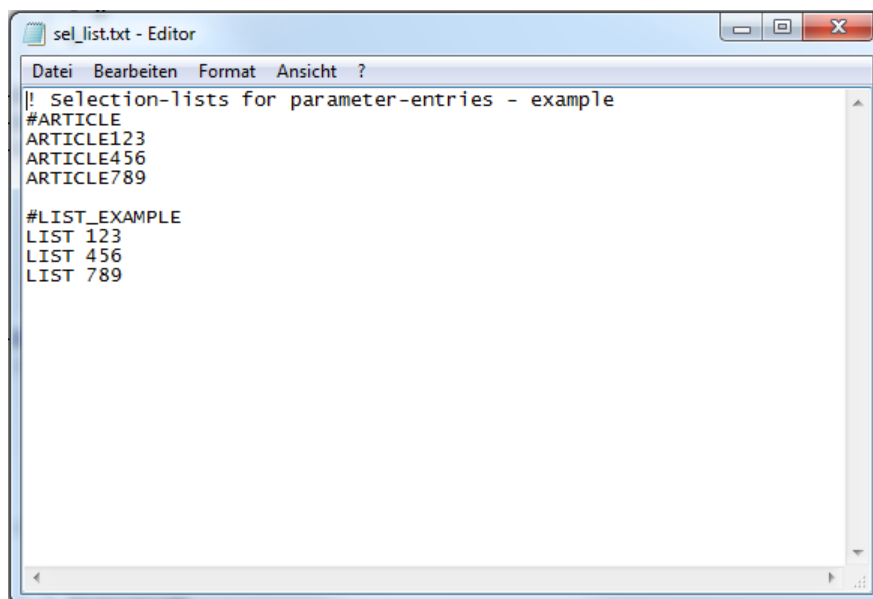 sel_list.txt - Editor
Datei Bearbeiten Format Ansicht ?
! Selection-lists for parameter-entries - example
#ARTICLE
ARTICLE123
ARTICLE456
ARTICLE789
#LIST_EXAMPLE
LIST 123
LIST 456
LIST 789